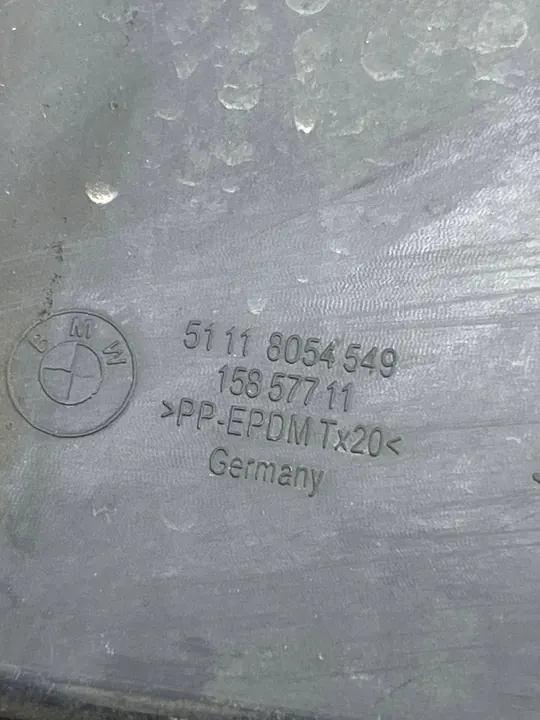 BMW
51 11 8054 549
158 577 11
>PP-EPDM Tx20<
Germany